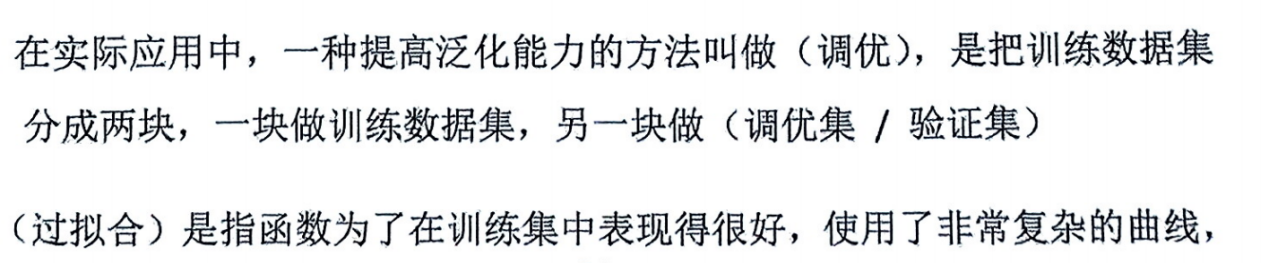 在实际应用中，一种提高泛化能力的方法叫做（调优），是把训练数据集
分成两块，一块做训练数据集，另一块做（调优集 / 验证集）
（过拟合）是指函数为了在训练集中表现得很好，使用了非常复杂的曲线，